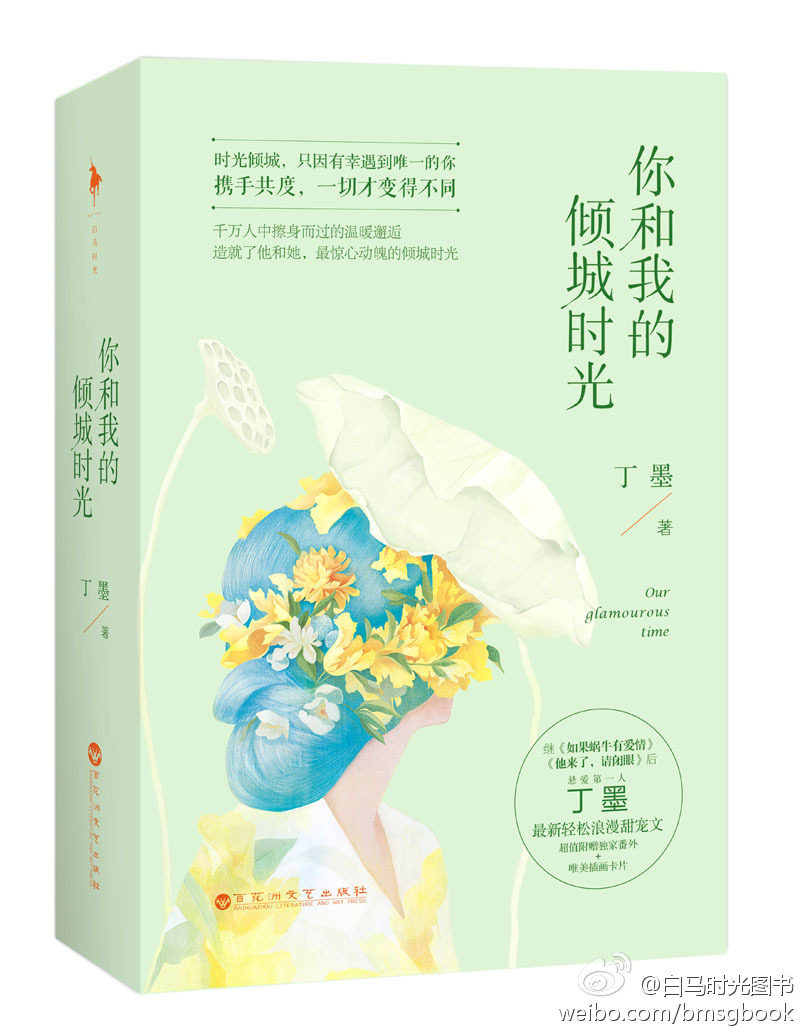 时光倾城，只因有幸遇到唯一的你
携手共度，一切才变得不同
千万人中擦身而过的温暖邂逅
造就了他和她，最惊心动魄的倾城时光
你和我的
倾城时光
丁墨
著
Our
glamourous
time
继《如果蜗牛有爱情》
《他来了，请闭眼》后
悬爱第一人
丁墨
最新轻松浪漫甜宠文
超值附赠独家番外
+
唯美插画卡片
百花洲文艺出版社
BAIHUAZHOU LITERATURE AND ART PRESS
白马时光
你和我的
倾城时光
丁墨
著
百花洲文艺出版社
@白马时光图书
weibo.com/bmsgbook